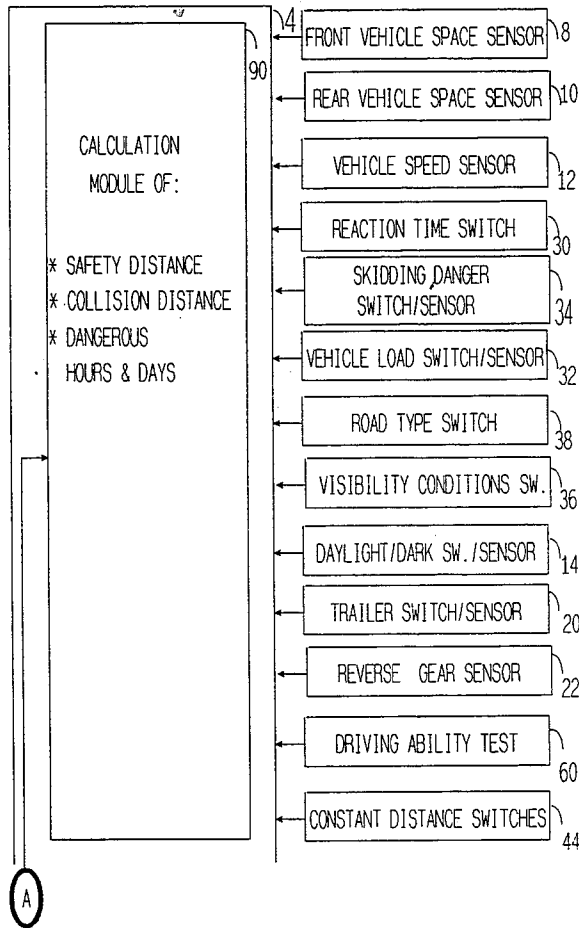 4
90
CALCULATION
MODULE OF:
* SAFETY DISTANCE
* COLLISION DISTANCE
* DANGEROUS
HOURS & DAYS
FRONT VEHICLE SPACE SENSOR
8
REAR VEHICLE SPACE SENSOR
10
VEHICLE SPEED SENSOR
12
REACTION TIME SWITCH
30
SKIDDING DANGER
SWITCH/SENSOR
34
VEHICLE LOAD SWITCH/SENSOR
32
ROAD TYPE SWITCH
38
VISIBILITY CONDITIONS SW.
36
DAYLIGHT/DARK SW./SENSOR
14
TRAILER SWITCH/SENSOR
20
REVERSE GEAR SENSOR
22
DRIVING ABILITY TEST
60
CONSTANT DISTANCE SWITCHES
44
A